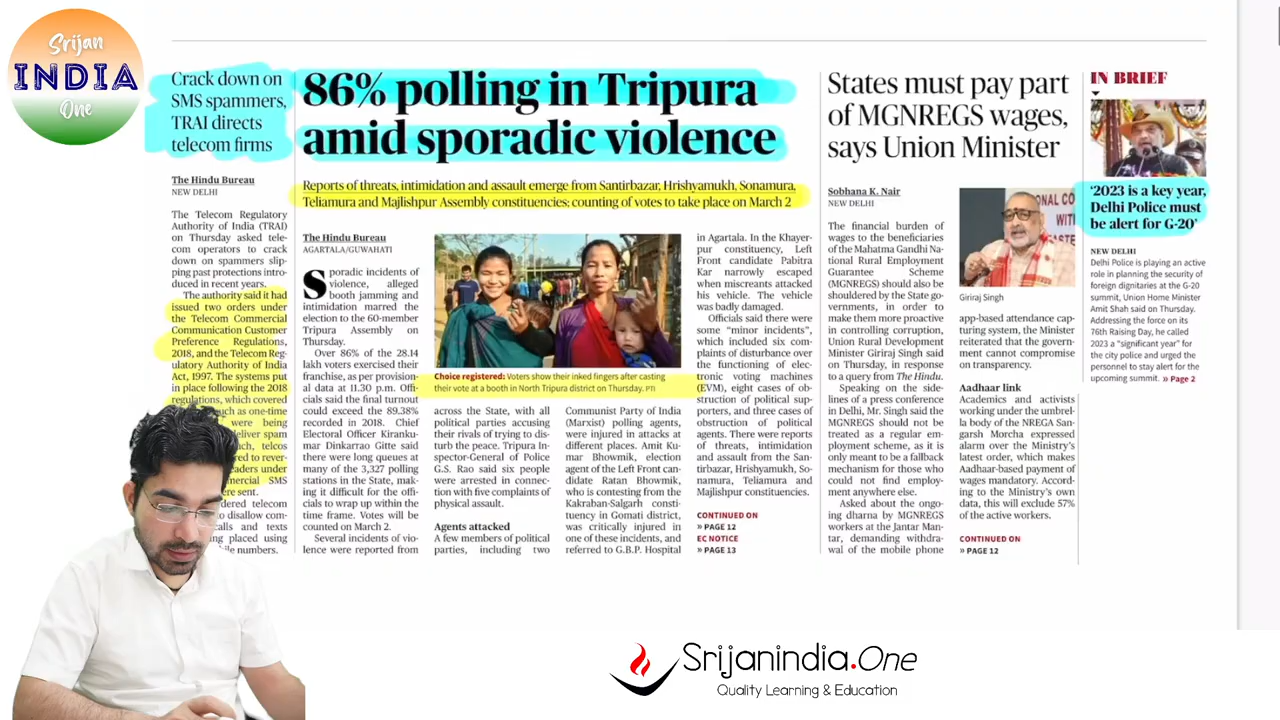 Srijan
INDIA
One
Crack down on
SMS spammers,
TRAI directs
telecom firms
The Hindu Bureau
NEW DELHI
The Telecom Regulatory
Authority of India (TRAI)
on Thursday asked tele-
com operators to crack
down on spammers slip-
ping past protections intro-
duced in recent years.
The authority said it had
issued two orders under
the Telecom Commercial
Communication Customer
Preference Regulations,
2018, and the Telecom Reg-
ulatory Authority of India
Act, 1997. The systems put
in place following the 2018
regulations, which covered
such as one-time
were being
deliver spam
telcos
to rever-
under
SMS
sent.
telecom
to disallow com-
calls and texts
placed using
numbers.
86% polling in Tripura
amid sporadic violence
Reports of threats, intimidation and assault emerge from Santirbazar, Hrishyamukh, Sonamura,
Teliamura and Majlishpur Assembly constituencies; counting of votes to take place on March 2
The Hindu Bureau
AGARTALA/GUWAHATI
Sporadic incidents of
violence, alleged
booth jamming and
intimidation marred the
election to the 60-member
Tripura Assembly on
Thursday.
Over 86% of the 28.14
lakh voters exercised their
franchise, as per provision-
al data at 11.30 p.m. Offi-
cials said the final turnout
could exceed the 89.38%
recorded in 2018. Chief
Electoral Officer Kiranku-
mar Dinkarrao Gitte said
there were long queues at
many of the 3,327 polling
stations in the State, mak-
ing it difficult for the offi-
cials to wrap up within the
time frame. Votes will be
counted on March 2.
Several incidents of vio-
lence were reported from
Choice registered: Voters show their inked fingers after casting
their vote at a booth in North Tripura district on Thursday. PTI
across the State, with all
political parties accusing
their rivals of trying to dis-
turb the peace. Tripura In-
spector-General of Police
G.S. Rao said six people
were arrested in connec-
tion with five complaints of
physical assault.
Agents attacked
A few members of political
parties, including two
Communist Party of India
(Marxist) polling agents,
were injured in attacks at
different places. Amit Ku-
mar Bhowmik, election
agent of the Left Front can-
didate Ratan Bhowmik,
who is contesting from the
Kakraban-Salgarh consti-
tuency in Gomati district,
was critically injured in
one of these incidents, and
referred to G.B.P. Hospital
in Agartala. In the Khayer-
pur constituency, Left
Front candidate Pabitra
Kar narrowly escaped
when miscreants attacked
his vehicle. The vehicle
was badly damaged.
Officials said there were
some “minor incidents”,
which included six com-
plaints of disturbance over
the functioning of elec-
tronic voting machines
(EVM), eight cases of ob-
struction of political sup-
porters, and three cases of
obstruction of political
agents. There were reports
of threats, intimidation
and assault from the San-
tirbazar, Hrishyamukh, So-
namura, Teliamura and
Majlishpur constituencies.
CONTINUED ON
» PAGE 12
EC NOTICE
» PAGE 13
States must pay part
of MGNREGS wages,
says Union Minister
Sobhana K. Nair
NEW DELHI
The financial burden of
wages to the beneficiaries
of the Mahatma Gandhi Na-
tional Rural Employment
Guarantee Scheme
(MGNREGS) should also be
shouldered by the State go-
vernments, in order to
make them more proactive
in controlling corruption,
Union Rural Development
Minister Giriraj Singh said
on Thursday, in response
to a query from The Hindu.
Speaking on the side-
lines of a press conference
in Delhi, Mr. Singh said the
MGNREGS should not be
treated as a regular em-
ployment scheme, as it is
only meant to be a fallback
mechanism for those who
could not find employ-
ment anywhere else.
Asked about the ongo-
ing dharna by MGNREGS
workers at the Jantar Man-
tar, demanding withdra-
wal of the mobile phone
Giriraj Singh
app-based attendance cap-
turing system, the Minister
reiterated that the govern-
ment cannot compromise
on transparency.
Aadhaar link
Academics and activists
working under the umbrel-
la body of the NREGA San-
garsh Morcha expressed
alarm over the Ministry’s
latest order, which makes
Aadhaar-based payment of
wages mandatory. Accord-
ing to the Ministry’s own
data, this will exclude 57%
of the active workers.
CONTINUED ON
» PAGE 12
IN BRIEF
‘2023 is a key year,
Delhi Police must
be alert for G-20’
NEW DELHI
Delhi Police is playing an active
role in planning the security of
foreign dignitaries at the G-20
summit, Union Home Minister
Amit Shah said on Thursday.
Addressing the force on its
76th Raising Day, he called
2023 a “significant year” for
the city police and urged the
personnel to stay alert for the
upcoming summit. » Page 2
Srijanindia.One
Quality Learning & Education